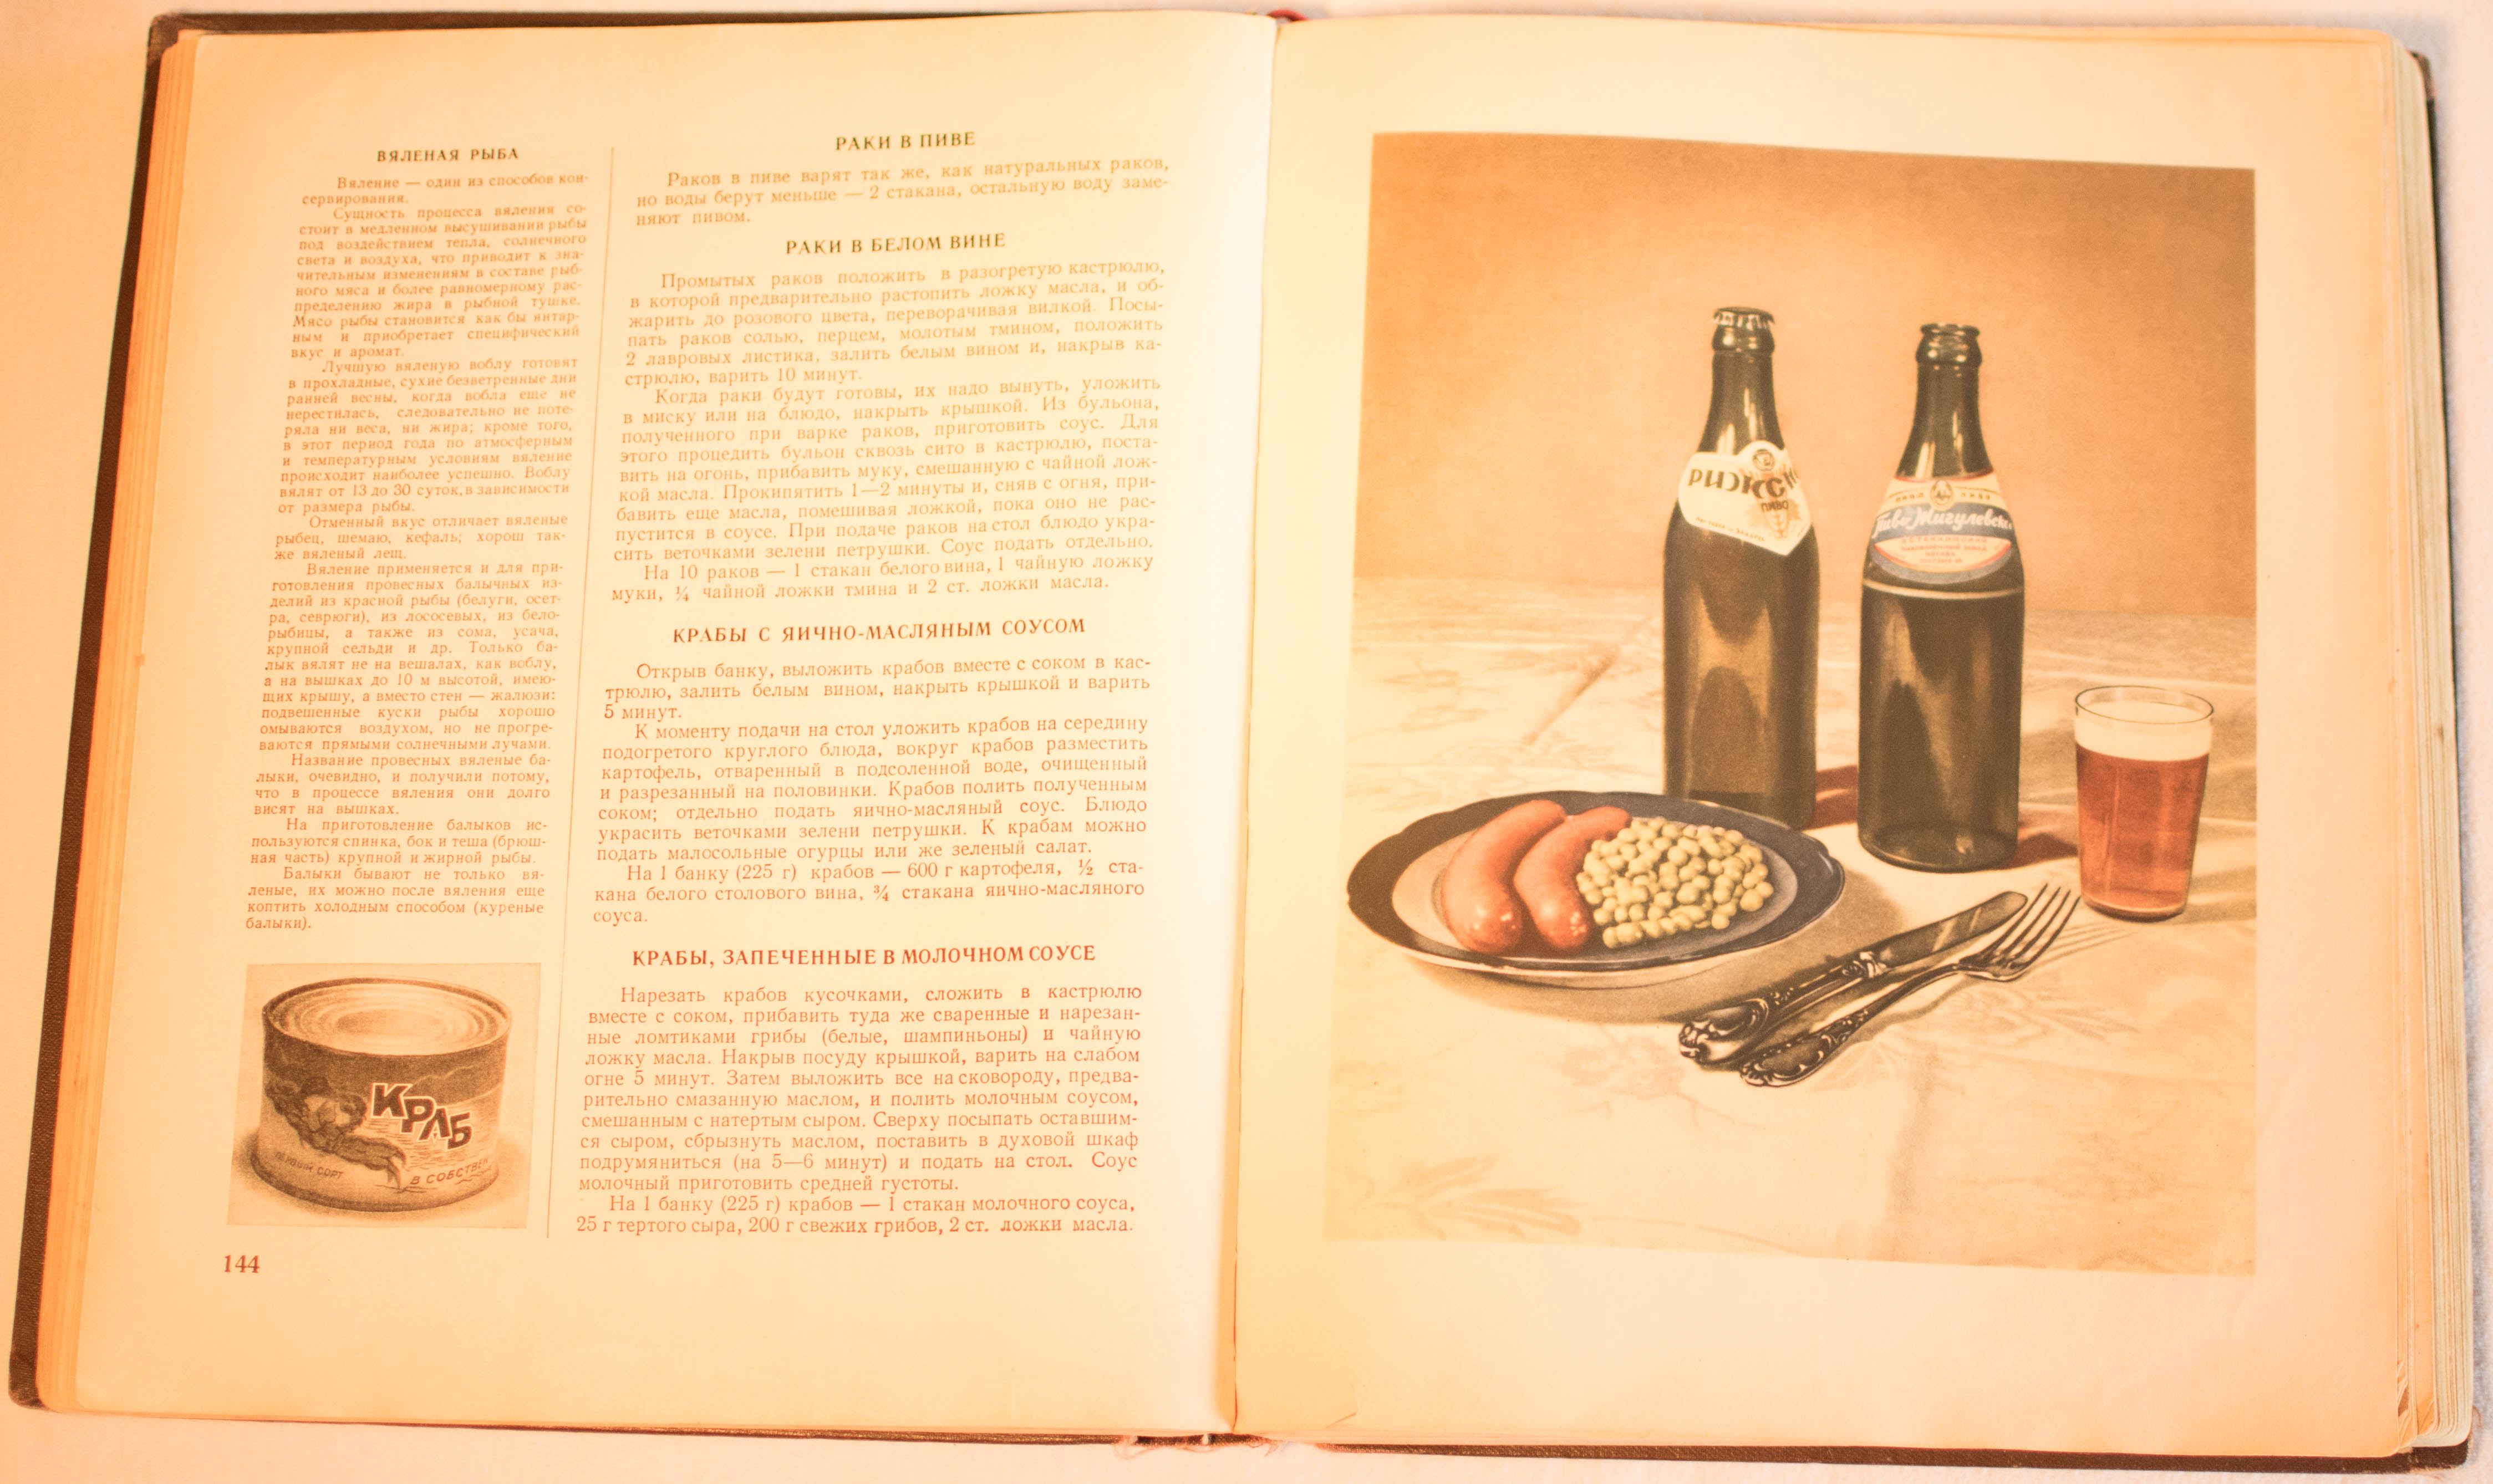 ВЯЛЕНАЯ РЫБА
Вяление — один из способов кон-
сервирования.
Сущность процесса вяления со-
стоит в медленном высушивании рыбы
под воздействием тепла, солнечного
света и воздуха, что приводит к зна-
чительным изменениям в составе рыб-
ного мяса и более равномерному рас-
пределению жира в рыбной тушке.
Мясо рыбы становится как бы янтар-
ным и приобретает специфический
вкус и аромат.
Лучшую вяленую воблу готовят
в прохладные, сухие безветренные дни
ранней весны, когда вобла еще не
нерестилась, следовательно не поте-
ряла ни веса, ни жира; кроме того,
в этот период года по атмосферным
и температурным условиям вяление
происходит наиболее успешно. Воблу
вялят от 13 до 30 суток, в зависимости
от размера рыбы.
Отменный вкус отличает вяленые
рыбец, шемаю, кефаль; хорош так-
же вяленый лещ.
Вяление применяется и для при-
готовления провесных балычных из-
делий из красной рыбы (белуги, осет-
ра, севрюги), из лососевых, из бело-
рыбицы, а также из сома, усача,
крупной сельди и др. Только ба-
лык вялят не на вешалах, как воблу,
а на вышках до 10 м высотой, имею-
щих крышу, а вместо стен — жалюзи:
подвешенные куски рыбы хорошо
омываются воздухом, но не прогре-
ваются прямыми солнечными лучами.
Название провесных вяленые ба-
лыки, очевидно, и получили потому,
что в процессе вяления они долго
висят на вышках.
На приготовление балыков ис-
пользуются спинка, бок и теша (брюш-
ная часть) крупной и жирной рыбы.
Балыки бывают не только вя-
леные, их можно после вяления еще
коптить холодным способом (куреные
балыки).
КРАБ
ПЕРВЫЙ СОРТ
В СОБСТВЕН
144
РАКИ В ПИВЕ
Раков в пиве варят так же, как натуральных раков,
но воды берут меньше — 2 стакана, остальную воду заме-
няют пивом.
РАКИ В БЕЛОМ ВИНЕ
Промытых раков положить в разогретую кастрюлю,
в которой предварительно растопить ложку масла, и об-
жарить до розового цвета, переворачивая вилкой. Посы-
пать раков солью, перцем, молотым тмином, положить
2 лавровых листика, залить белым вином и, накрыв ка-
стрюлю, варить 10 минут.
Когда раки будут готовы, их надо вынуть, уложить
в миску или на блюдо, накрыть крышкой. Из бульона,
полученного при варке раков, приготовить соус. Для
этого процедить бульон сквозь сито в кастрюлю, поста-
вить на огонь, прибавить муку, смешанную с чайной лож-
кой масла. Прокипятить 1—2 минуты и, сняв с огня, при-
бавить еще масла, помешивая ложкой, пока оно не рас-
пустится в соусе. При подаче раков на стол блюдо укра-
сить веточками зелени петрушки. Соус подать отдельно.
На 10 раков — 1 стакан белого вина, 1 чайную ложку
муки, ¼ чайной ложки тмина и 2 ст. ложки масла.
КРАБЫ С ЯИЧНО-МАСЛЯНЫМ СОУСОМ
Открыв банку, выложить крабов вместе с соком в кас-
трюлю, залить белым вином, накрыть крышкой и варить
5 минут.
К моменту подачи на стол уложить крабов на середину
подогретого круглого блюда, вокруг крабов разместить
картофель, отваренный в подсоленной воде, очищенный
и разрезанный на половинки. Крабов полить полученным
соком; отдельно подать яично-масляный соус. Блюдо
украсить веточками зелени петрушки. К крабам можно
подать малосольные огурцы или же зеленый салат.
На 1 банку (225 г) крабов — 600 г картофеля, ½ ста-
кана белого столового вина, ¾ стакана яично-масляного
соуса.
КРАБЫ, ЗАПЕЧЕННЫЕ В МОЛОЧНОМ СОУСЕ
Нарезать крабов кусочками, сложить в кастрюлю
вместе с соком, прибавить туда же сваренные и нарезан-
ные ломтиками грибы (белые, шампиньоны) и чайную
ложку масла. Накрыв посуду крышкой, варить на слабом
огне 5 минут. Затем выложить все на сковороду, предва-
рительно смазанную маслом, и полить молочным соусом,
смешанным с натертым сыром. Сверху посыпать оставшим-
ся сыром, сбрызнуть маслом, поставить в духовой шкаф
подрумяниться (на 5—6 минут) и подать на стол. Соус
молочный приготовить средней густоты.
На 1 банку (225 г) крабов — 1 стакан молочного соуса,
25 г тертого сыра, 200 г свежих грибов, 2 ст. ложки масла.
РИЖСК
ПИВО
Пиво Жигулевск